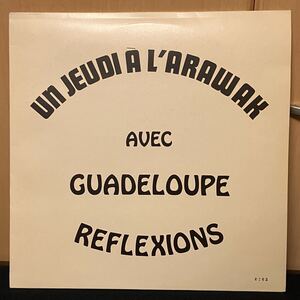 UN JEUDI A L'ARAWAK
AVEC
GUADELOUPE
REFLEXIONS